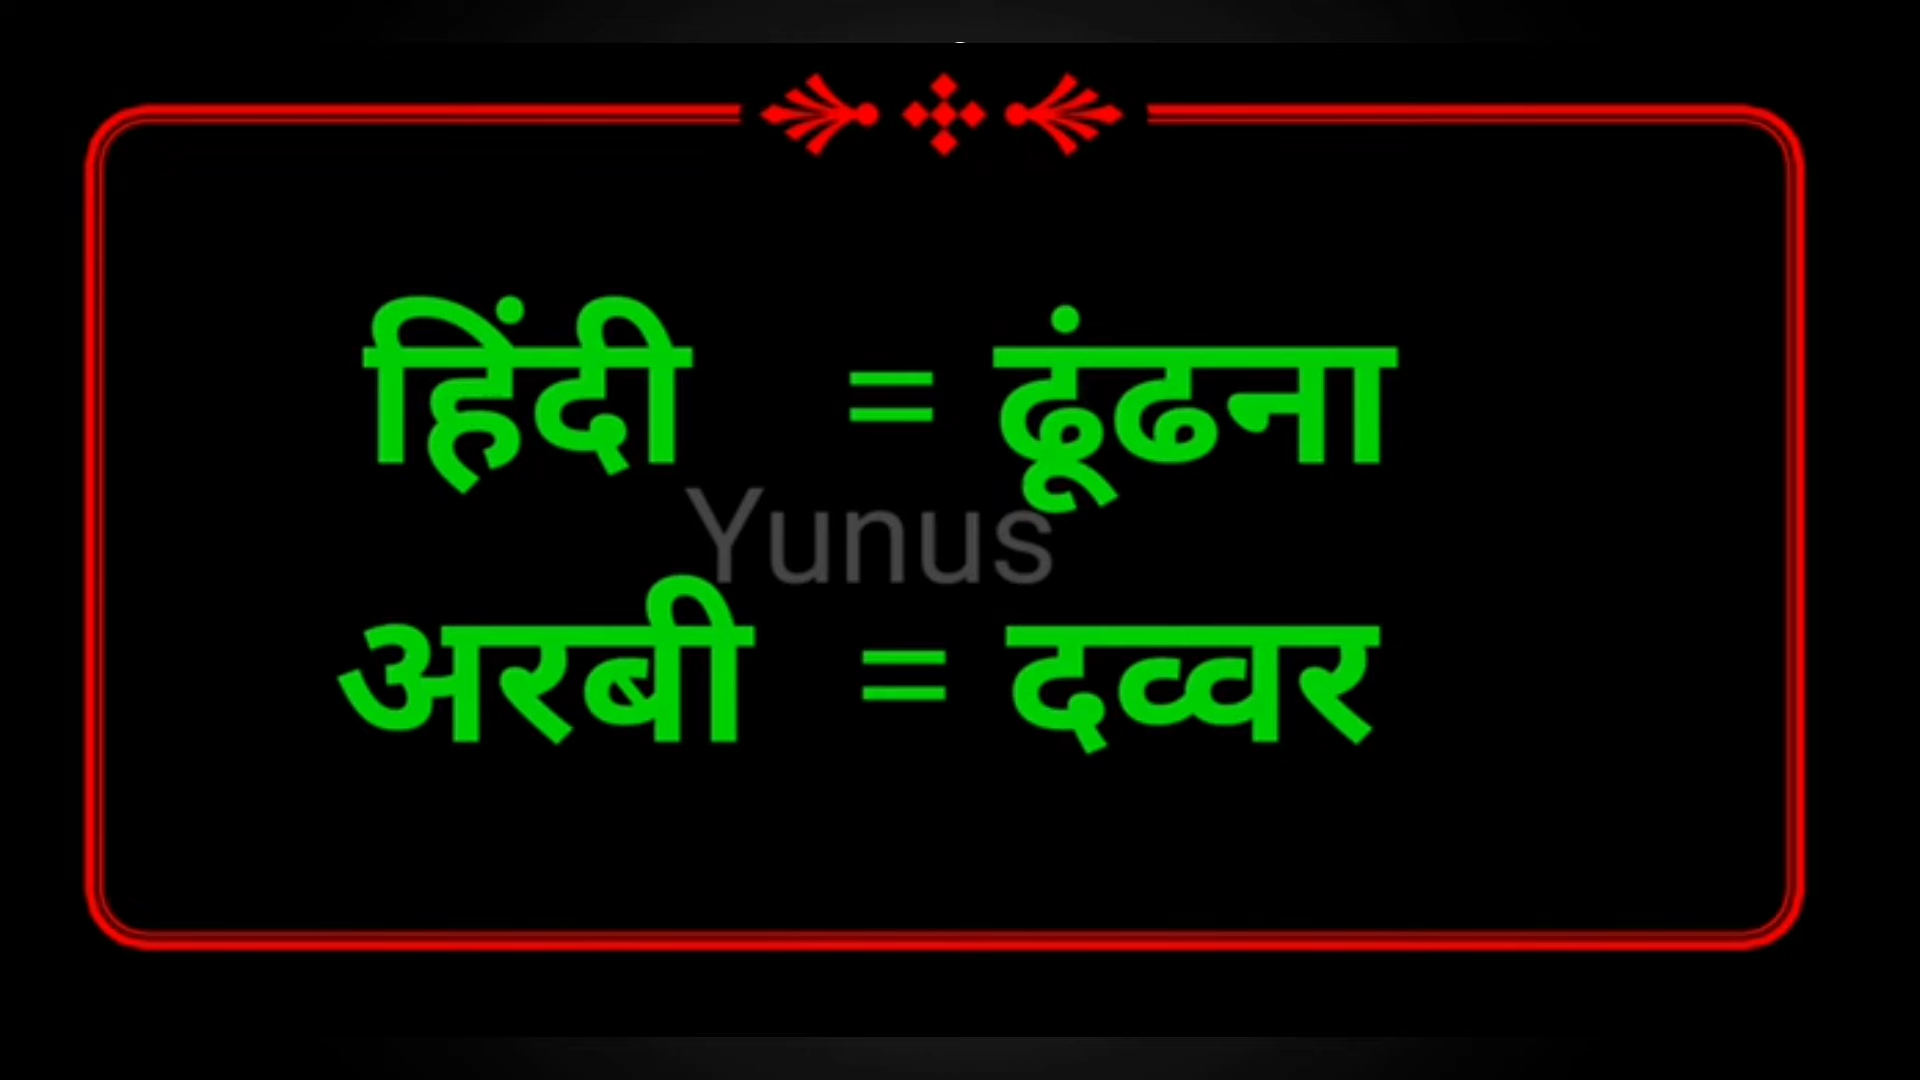 हिंदी = ढूंढना
Yunus
अरबी = दव्वर